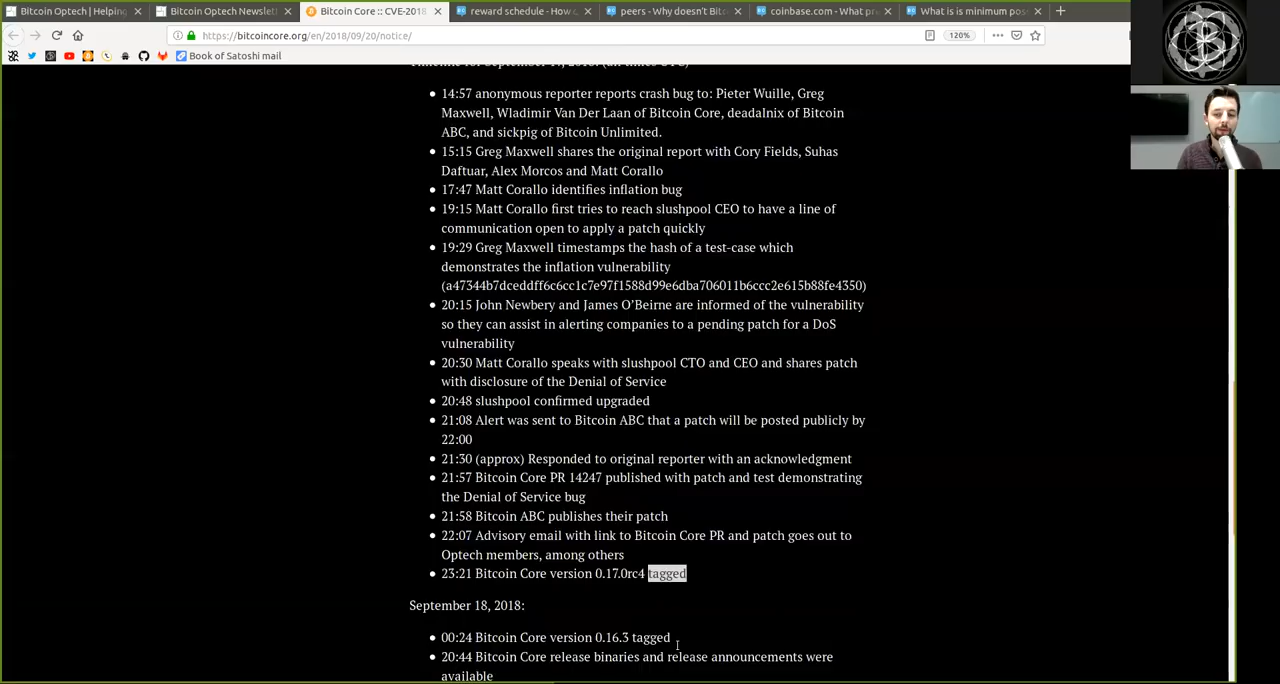 Bitcoin Optech | Helping
Bitcoin Optech Newslet
Bitcoin Core :: CVE-2018
reward schedule - How c
peers - Why doesn't Bitc
coinbase.com - What pr
What is is minimum pos
https://bitcoincore.org/en/2018/09/20/notice/
120%
Book of Satoshi mail
Timeline for September 17, 2018: (all times UTC)
14:57 anonymous reporter reports crash bug to: Pieter Wuille, Greg
Maxwell, Wladimir Van Der Laan of Bitcoin Core, deadalnix of Bitcoin
ABC, and sickpig of Bitcoin Unlimited.
15:15 Greg Maxwell shares the original report with Cory Fields, Suhas
Daftuar, Alex Morcos and Matt Corallo
17:47 Matt Corallo identifies inflation bug
19:15 Matt Corallo first tries to reach slushpool CEO to have a line of
communication open to apply a patch quickly
19:29 Greg Maxwell timestamps the hash of a test-case which
demonstrates the inflation vulnerability
(a47344b7dceddff6c6cc1c7e97f1588d99e6dba706011b6ccc2e615b88fe4350)
20:15 John Newbery and James O'Beirne are informed of the vulnerability
so they can assist in alerting companies to a pending patch for a DoS
vulnerability
20:30 Matt Corallo speaks with slushpool CTO and CEO and shares patch
with disclosure of the Denial of Service
20:48 slushpool confirmed upgraded
21:08 Alert was sent to Bitcoin ABC that a patch will be posted publicly by
22:00
21:30 (approx) Responded to original reporter with an acknowledgment
21:57 Bitcoin Core PR 14247 published with patch and test demonstrating
the Denial of Service bug
21:58 Bitcoin ABC publishes their patch
22:07 Advisory email with link to Bitcoin Core PR and patch goes out to
Optech members, among others
23:21 Bitcoin Core version 0.17.0rc4 tagged
September 18, 2018:
00:24 Bitcoin Core version 0.16.3 tagged
20:44 Bitcoin Core release binaries and release announcements were
available